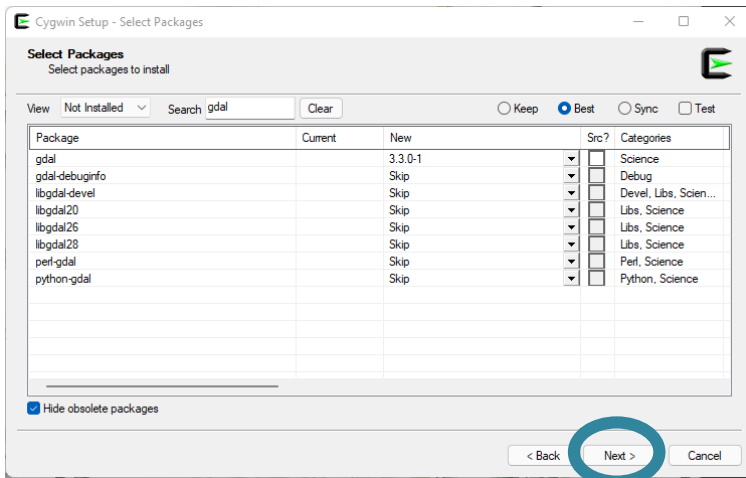 Cygwin Setup - Select Packages
Select Packages
Select packages to install
View Not Installed Search gdal Clear Keep Best Sync Test
Package Current New Src? Categories
gdal 3.3.0-1 Science
gdal-debuginfo Skip Debug
libgdal-devel Skip Devel, Libs, Scien...
libgdal20 Skip Libs, Science
libgdal26 Skip Libs, Science
libgdal28 Skip Libs, Science
perl-gdal Skip Perl, Science
python-gdal Skip Python, Science
Hide obsolete packages
< Back Next > Cancel